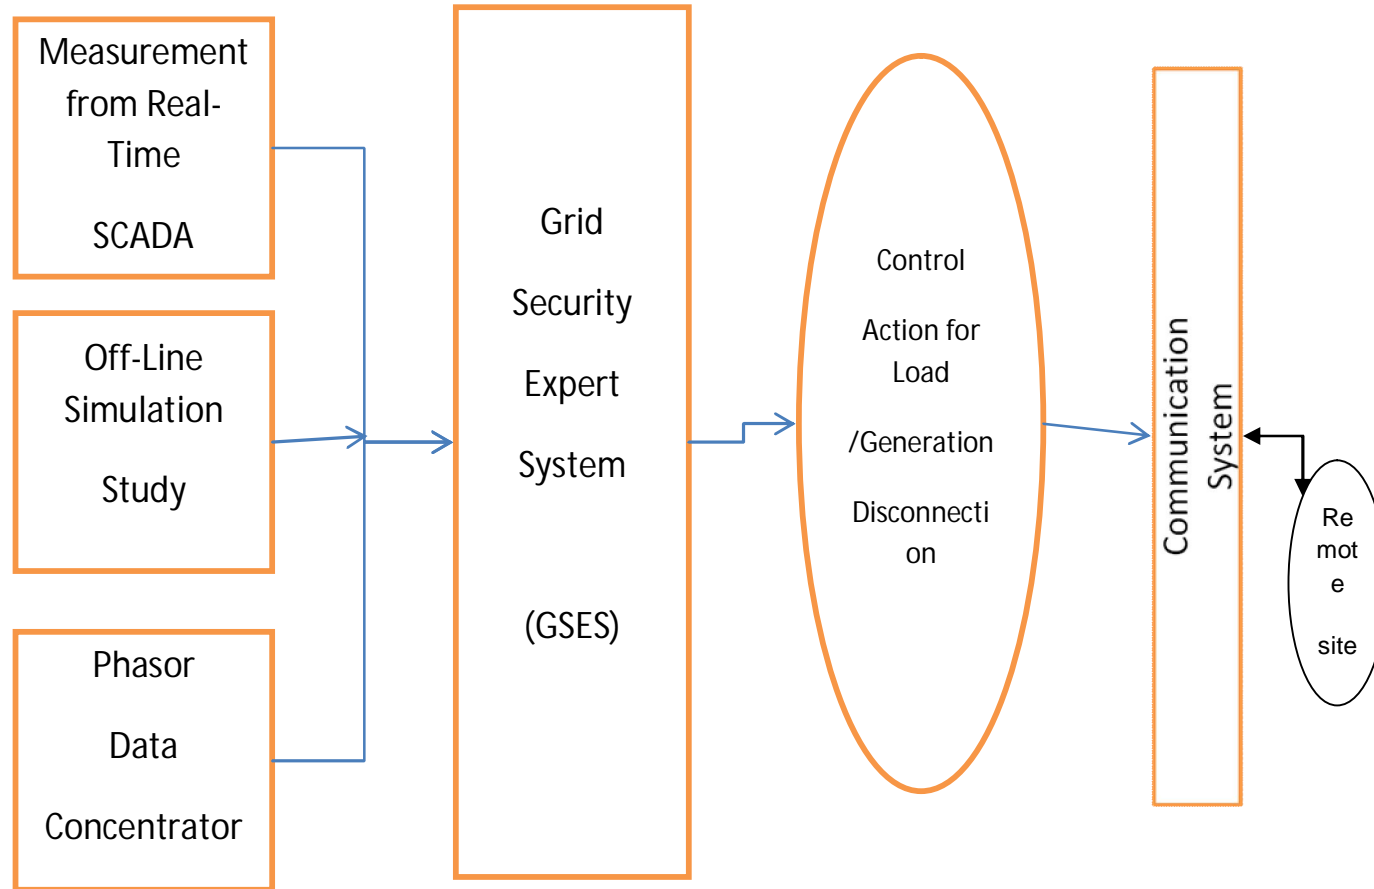 Measurement
from Real-
Time
SCADA
Off-Line
Simulation
Study
Phasor
Data
Concentrator
Grid
Security
Expert
System
(GSES)
Control
Action for
Load
/Generation
Disconnecti
on
Communication
System
Re
mot
e
site